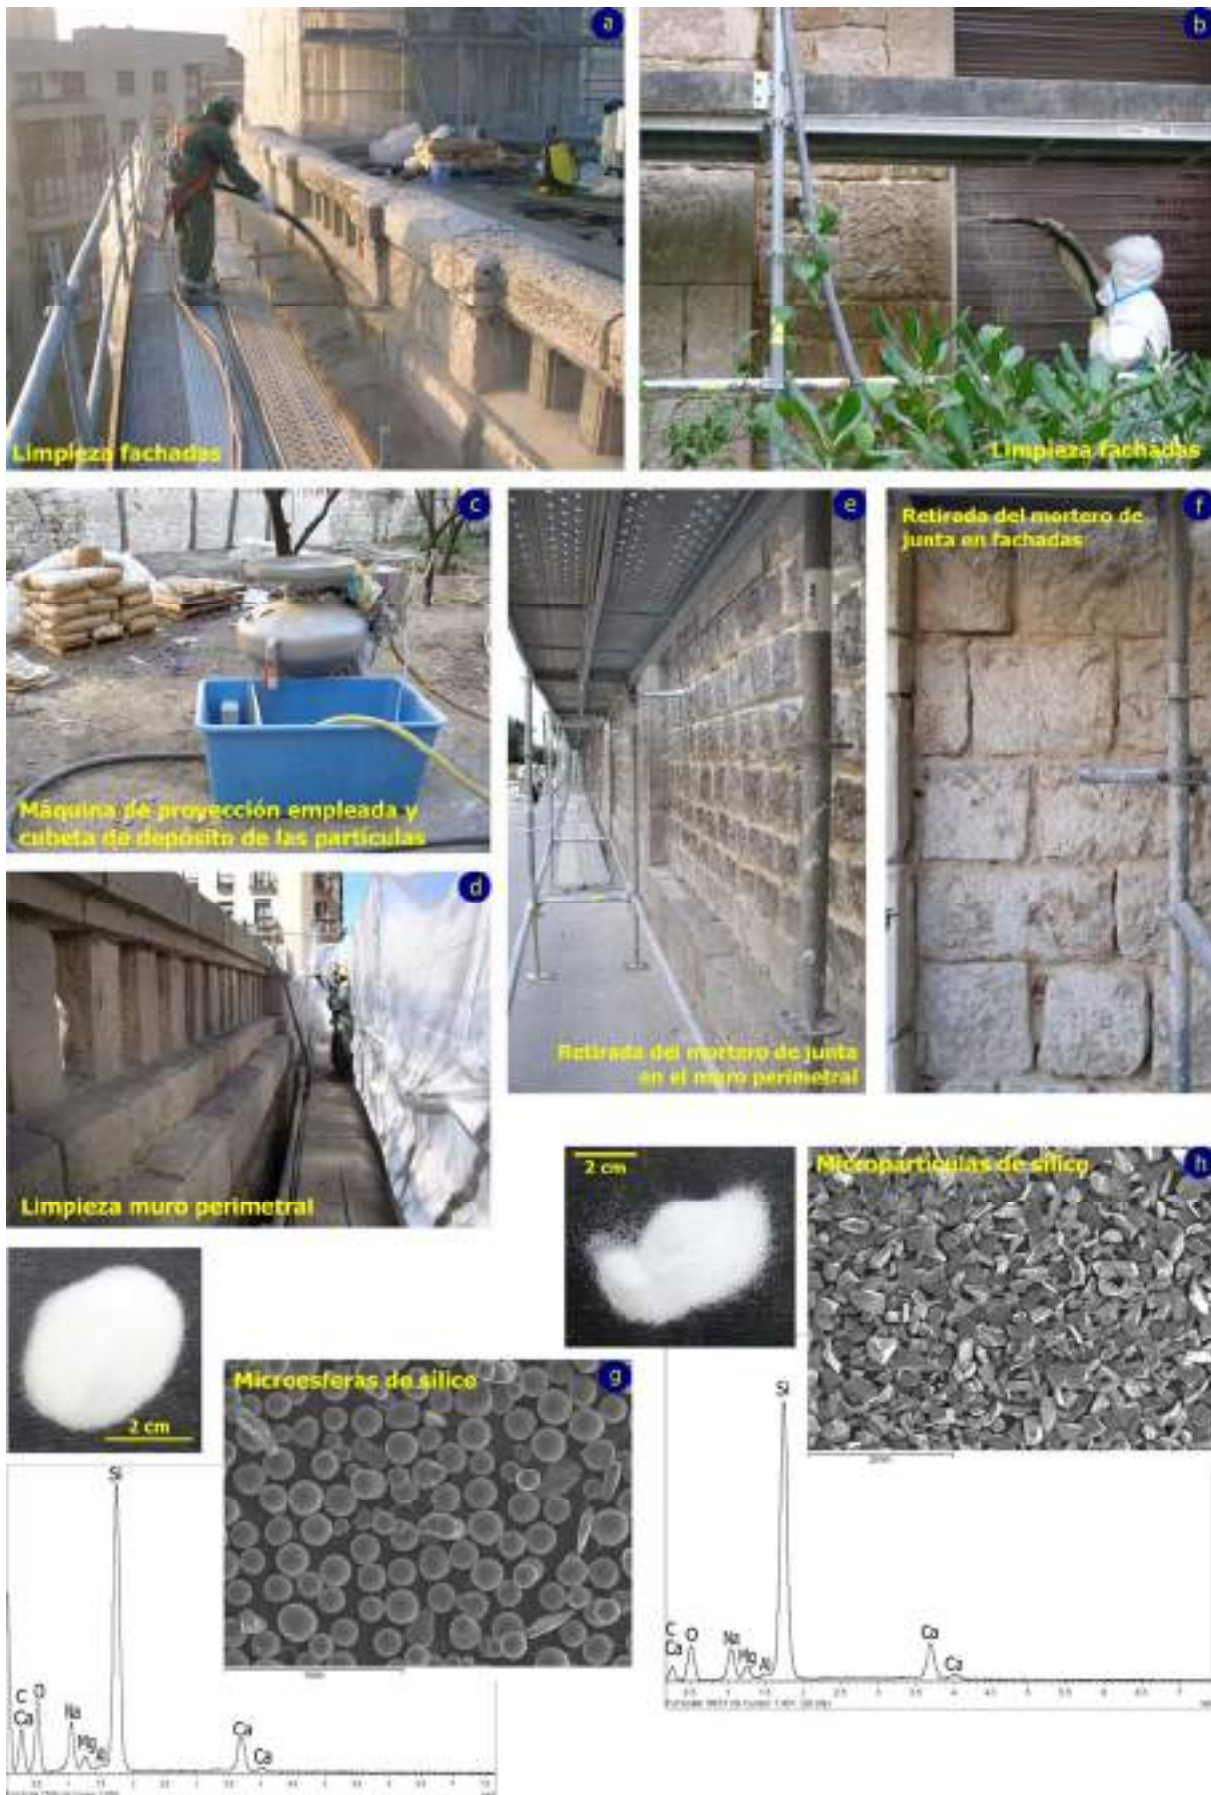 a
b
Limpieza fachadas
Limpieza fachadas
c
Máquina de proyección empleada y
cubeta de depósito de las partículas
d
Limpieza muro perimetral
e
Retirada del mortero de junta
en el muro perimetral
f
Retirada del mortero de
junta en fachadas
2 cm
Micropartículas de sílice
h
2 cm
Microesferas de sílice
g
Si
C
Ca
O
Na
Mg
Al
Ca
Ca
Si
C
Ca
O
Na
Mg
Al
Ca
Ca